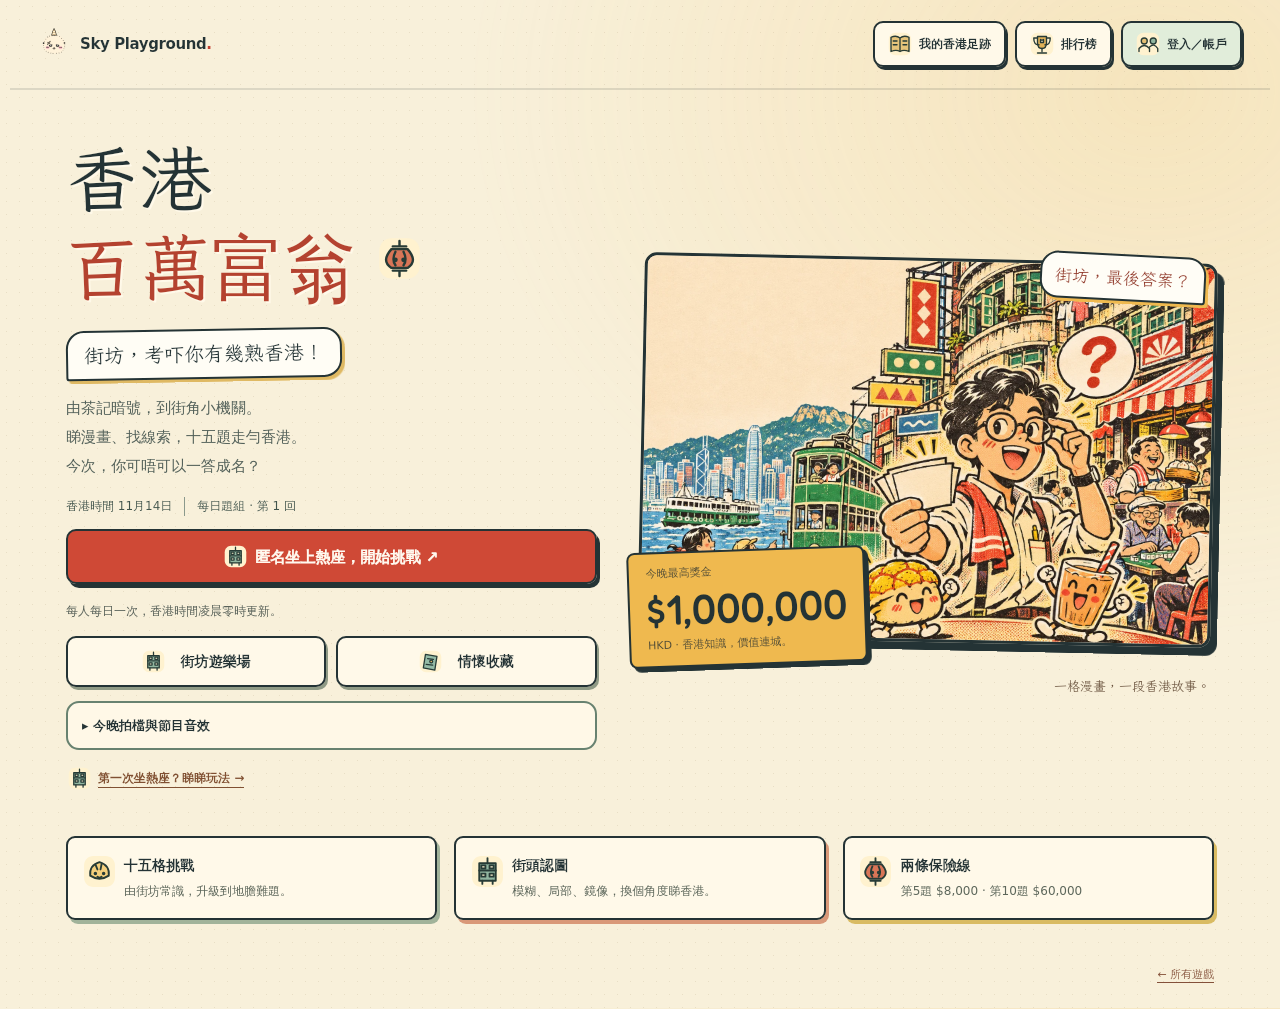 Sky Playground.
我的香港足跡
排行榜
登入／帳戶
香港
百萬富翁
街坊，考吓你有幾熟香港！
由茶記暗號，到街角小機關。
睇漫畫、找線索，十五題走勻香港。
今次，你可唔可以一答成名？
香港時間 11月14日
每日題組 · 第 1 回
匿名坐上熱座，開始挑戰 ↗
每人每日一次，香港時間凌晨零時更新。
街坊遊樂場
情懷收藏
▸ 今晚拍檔與節目音效
第一次坐熱座？睇睇玩法 →
街坊，最後答案？
?
今晚最高獎金
$1,000,000
HKD · 香港知識，價值連城。
一格漫畫，一段香港故事。
十五格挑戰
由街坊常識，升級到地膽難題。
街頭認圖
模糊、局部、鏡像，換個角度睇香港。
兩條保險線
第5題 $8,000 · 第10題 $60,000
← 所有遊戲